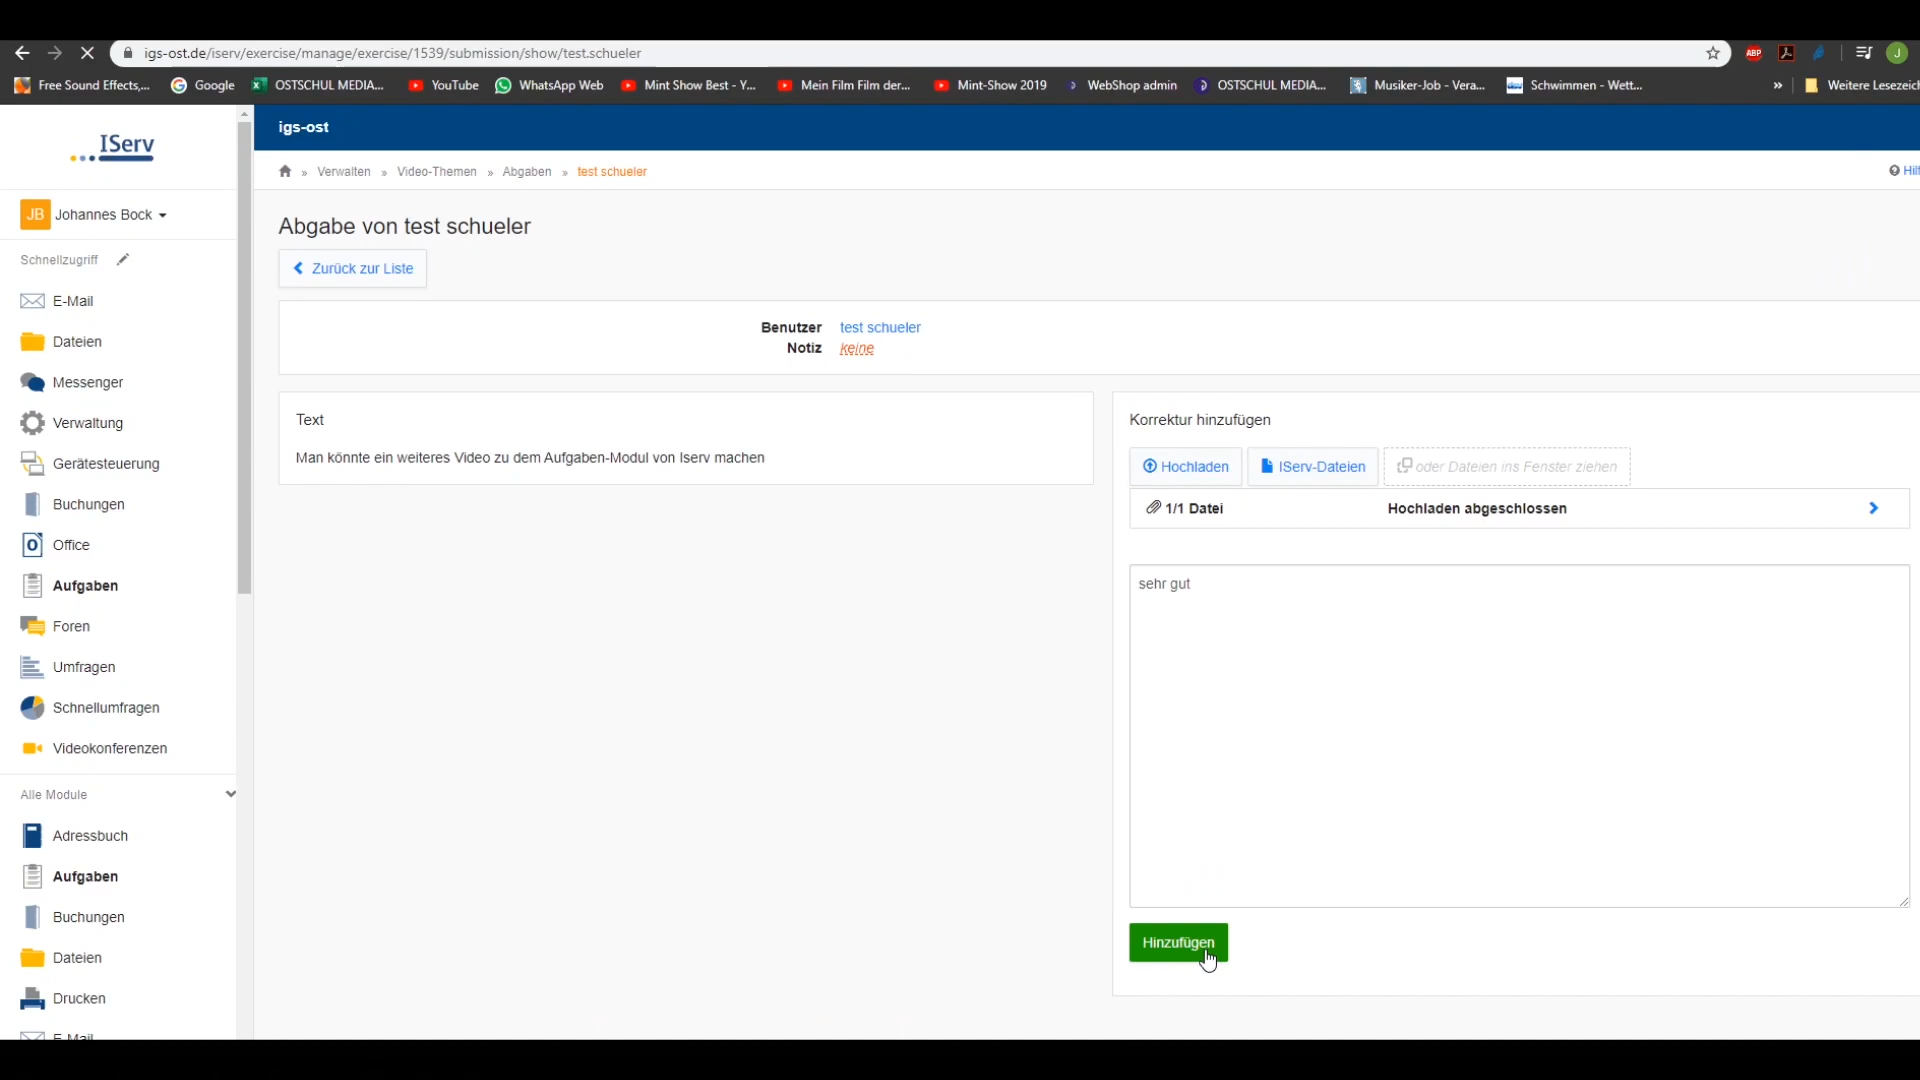 igs-ost.de/iserv/exercise/manage/exercise/1539/submission/show/test.schueler
ABP
J
Free Sound Effects,... Google OSTSCHUL MEDIA... YouTube WhatsApp Web Mint Show Best - Y... Mein Film Film der... Mint-Show 2019 WebShop admin OSTSCHUL MEDIA... Musiker-Job - Vera... Schwimmen - Wett... » Weitere Lesezeich
IServ
igs-ost
» Verwalten » Video-Themen » Abgaben » test schueler
Hilf
JB Johannes Bock
Schnellzugriff
E-Mail
Dateien
Messenger
Verwaltung
Gerätesteuerung
Buchungen
Office
Aufgaben
Foren
Umfragen
Schnellumfragen
Videokonferenzen
Alle Module
Adressbuch
Aufgaben
Buchungen
Dateien
Drucken
E-Mail
Abgabe von test schueler
Zurück zur Liste
Benutzer test schueler
Notiz keine
Text
Man könnte ein weiteres Video zu dem Aufgaben-Modul von Iserv machen
Korrektur hinzufügen
Hochladen IServ-Dateien oder Dateien ins Fenster ziehen
1/1 Datei Hochladen abgeschlossen
sehr gut
Hinzufügen